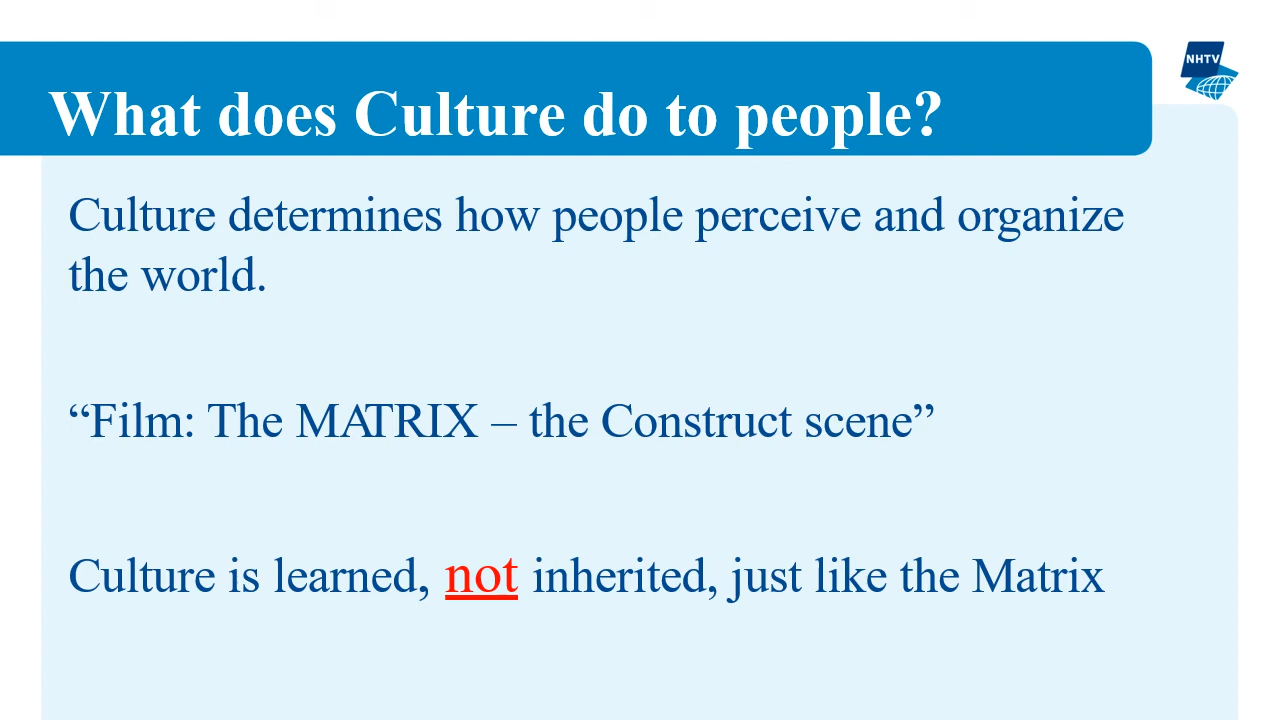 NHTV
What does Culture do to people?
Culture determines how people perceive and organize
the world.
“Film: The MATRIX – the Construct scene”
Culture is learned, not inherited, just like the Matrix